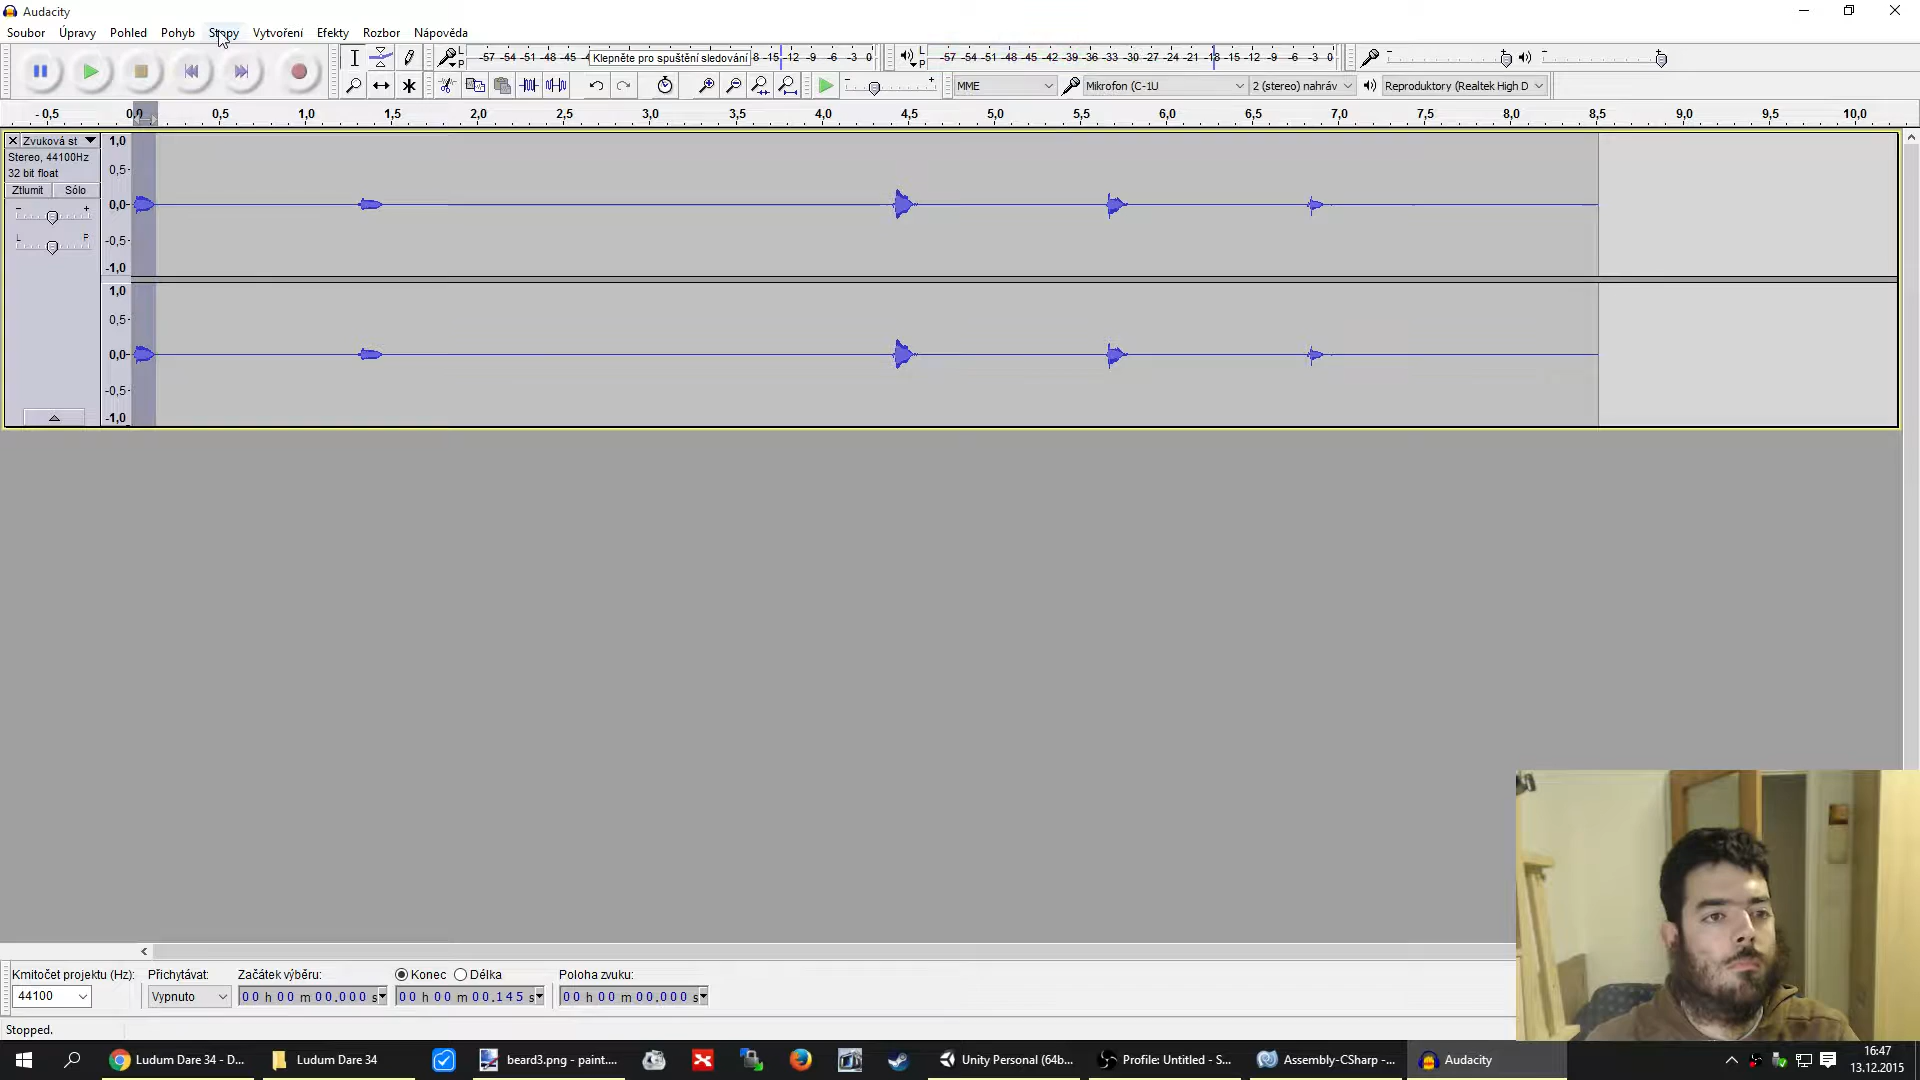 Audacity
Soubor Úpravy Pohled Pohyb Stopy Vytvoření Efekty Rozbor Nápověda
L P -57 -54 -51 -48 -45 Klepněte pro spuštění sledování 8 -15 -12 -9 -6 -3 0 L P -57 -54 -51 -48 -45 -42 -39 -36 -33 -30 -27 -24 -21 -18 -15 -12 -9 -6 -3 0 - + -
- + MME Mikrofon (C-1U 2 (stereo) nahráv Reproduktory (Realtek High D
- 0,5 0,0 0,5 1,0 1,5 2,0 2,5 3,0 3,5 4,0 4,5 5,0 5,5 6,0 6,5 7,0 7,5 8,0 8,5 9,0 9,5 10,0
Zvuková st 1,0
Stereo, 44100Hz
32 bit float
0,5
Ztlumit Sólo
0,0
- +
L P
-0,5
-1,0
1,0
0,5
0,0
-0,5
-1,0
Kmitočet projektu (Hz): Přichytávat: Začátek výběru: Konec Délka Poloha zvuku:
44100 Vypnuto 00 h 00 m 00.000 s 00 h 00 m 00.145 s 00 h 00 m 00.000 s
Stopped.
Ludum Dare 34 - D... Ludum Dare 34 beard3.png - paint.... Unity Personal (64b... Profile: Untitled - S... Assembly-CSharp -... Audacity
16:47
13.12.2015